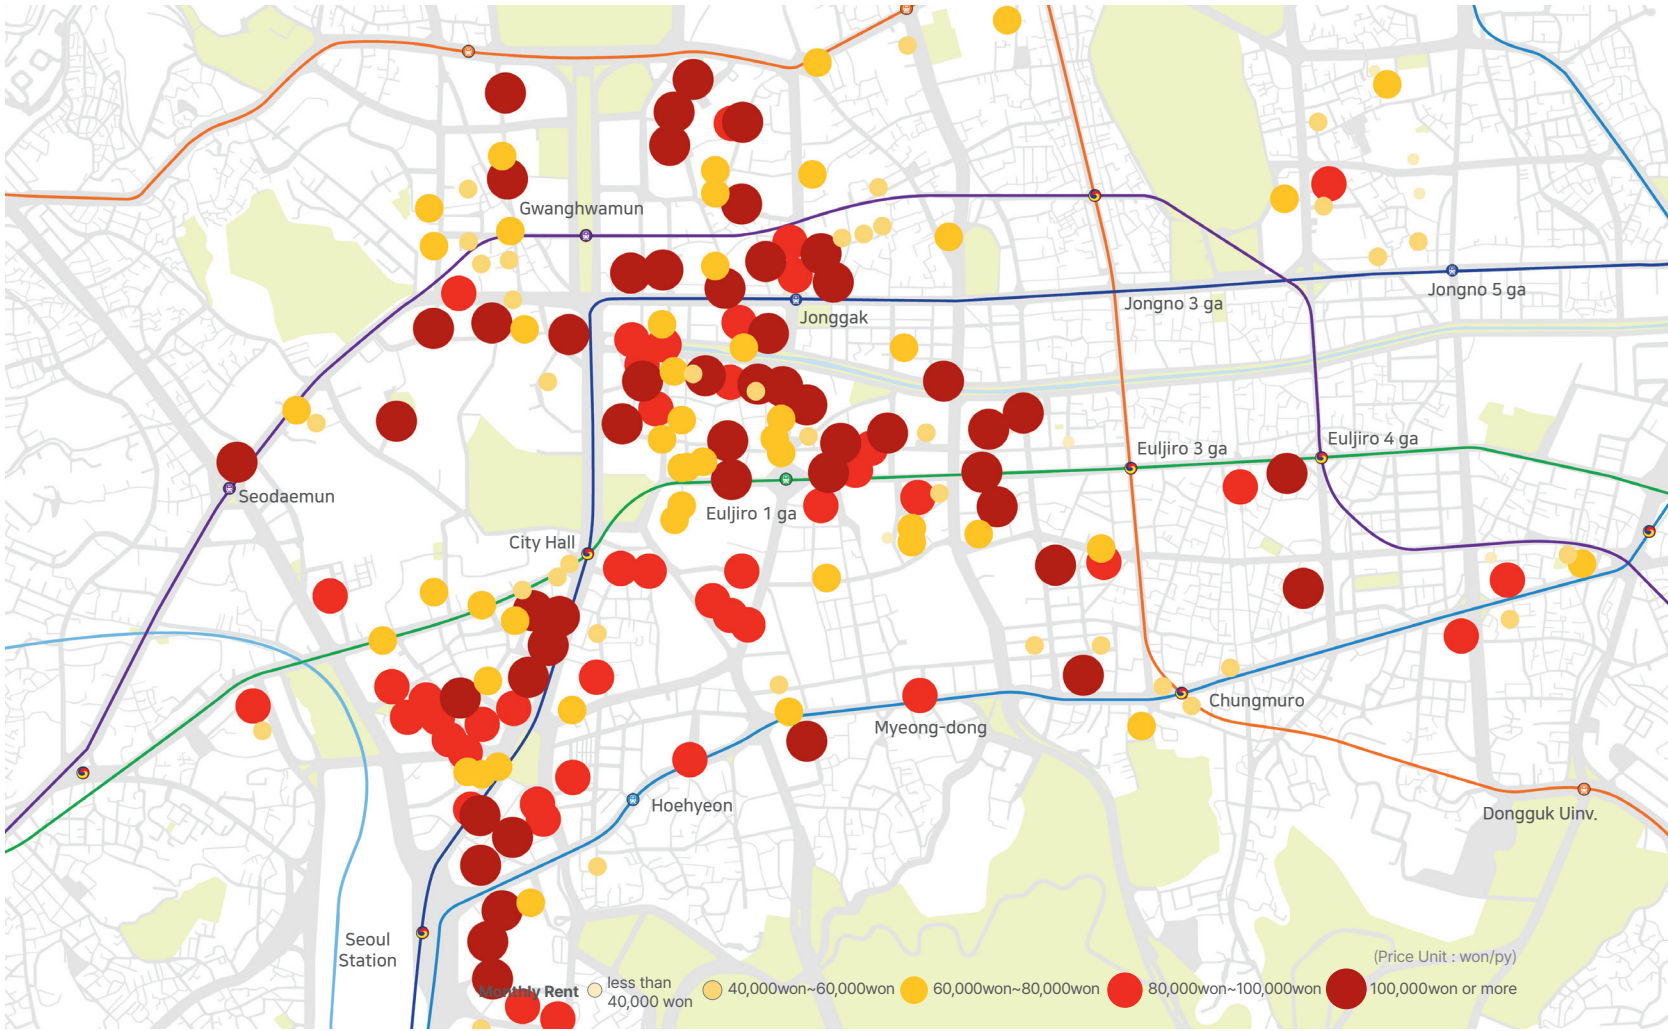 Gwanghwamun
Jonggak
Jongno 3 ga
Jongno 5 ga
Euljiro 3 ga
Euljiro 4 ga
Seodaemun
Euljiro 1 ga
City Hall
Chungmuro
Myeong-dong
Hoehyeon
Dongguk Uinv.
Seoul
Station
(Price Unit : won/py)
Monthly Rent
less than
40,000 won
40,000won~60,000won
60,000won~80,000won
80,000won~100,000won
100,000won or more